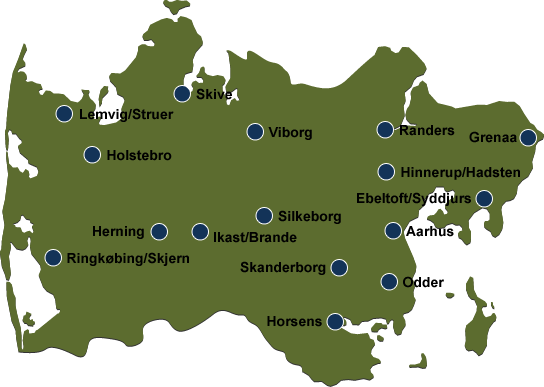 Skive
Lemvig/Struer
Viborg
Randers
Grenaa
Holstebro
Hinnerup/Hadsten
Ebeltoft/Syddjurs
Silkeborg
Herning
Ikast/Brande
Aarhus
Ringkøbing/Skjern
Skanderborg
Odder
Horsens